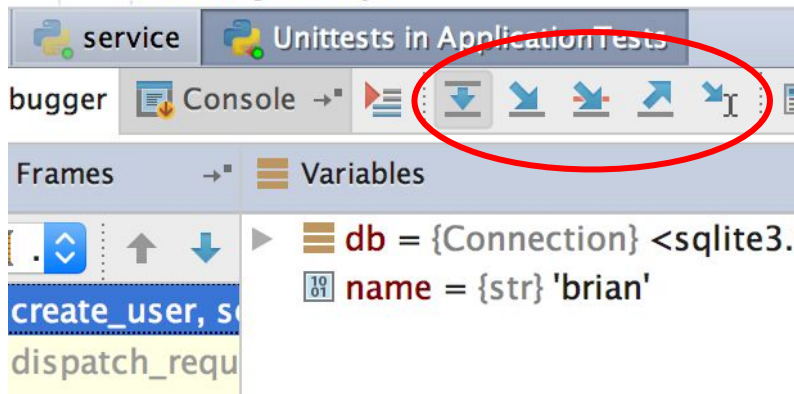 service Unittests in ApplicationTests
bugger Console
Frames Variables
db = {Connection} <sqlite3.
name = {str} 'brian'
create_user, s
dispatch_requ